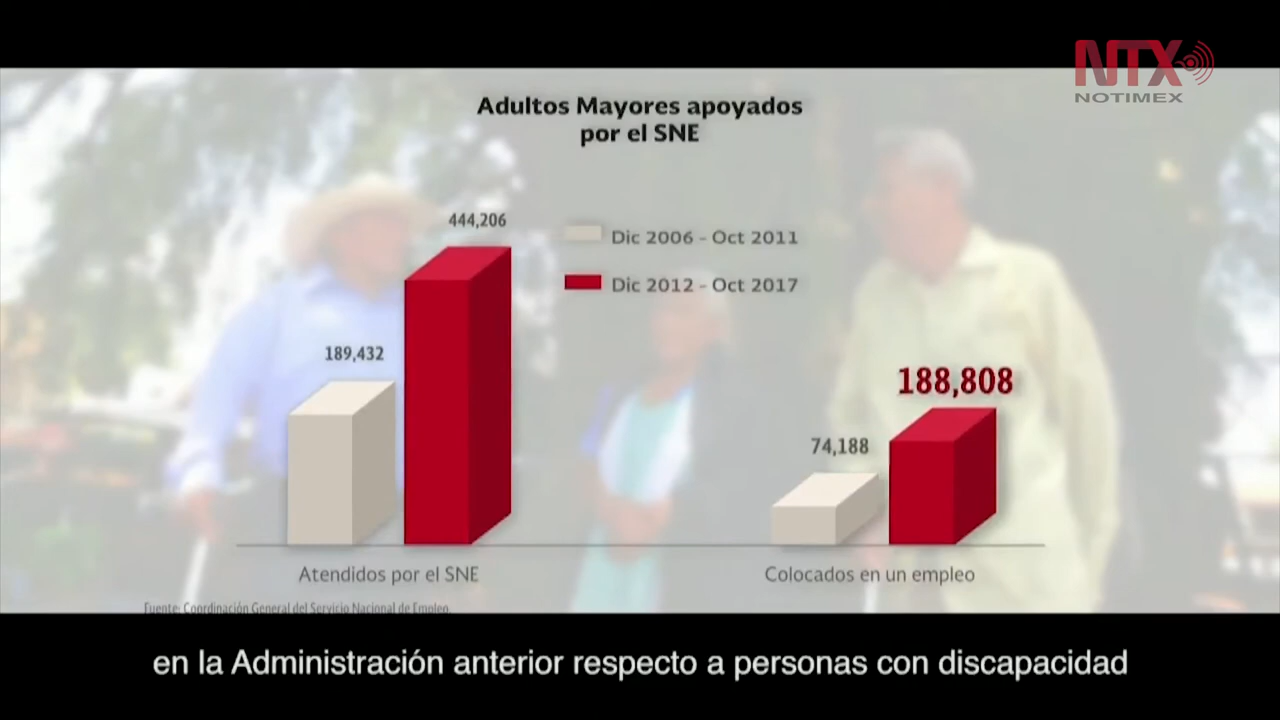 NTX
NOTIMEX
Adultos Mayores apoyados
por el SNE
444,206
Dic 2006 - Oct 2011
Dic 2012 - Oct 2017
189,432
188,808
74,188
Atendidos por el SNE
Colocados en un empleo
Fuente: Coordinación General del Servicio Nacional de Empleo.
en la Administración anterior respecto a personas con discapacidad